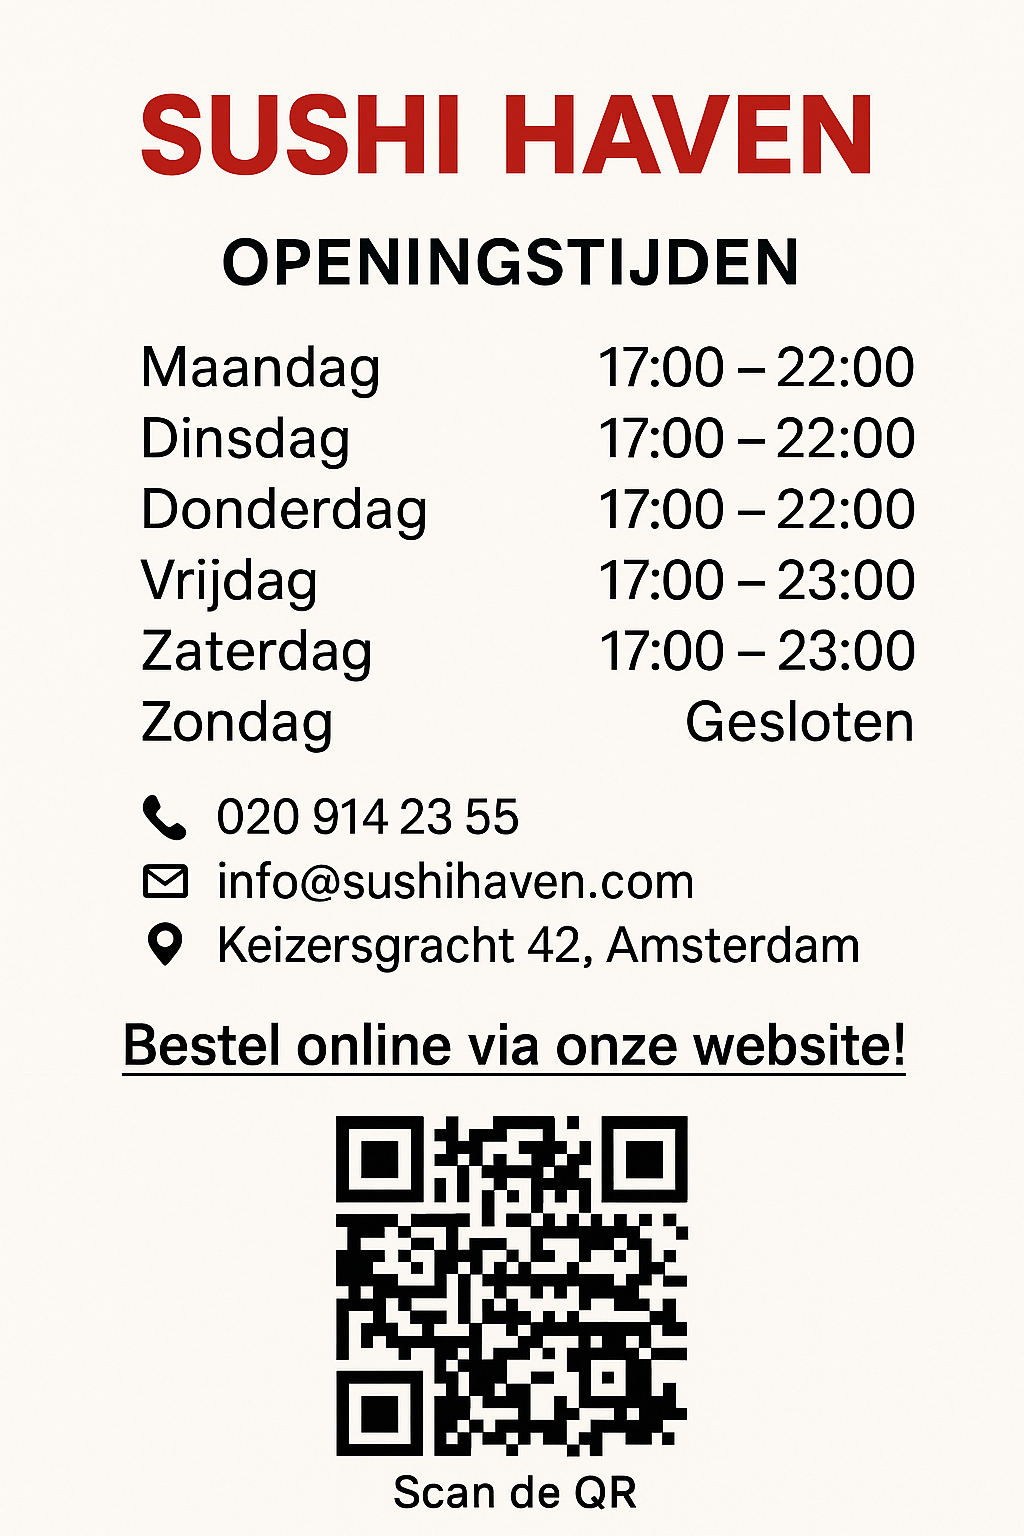 SUSHI HAVEN
OPENINGSTIJDEN
Maandag 17:00 – 22:00
Dinsdag 17:00 – 22:00
Donderdag 17:00 – 22:00
Vrijdag 17:00 – 23:00
Zaterdag 17:00 – 23:00
Zondag Gesloten
020 914 23 55
info@sushihaven.com
Keizersgracht 42, Amsterdam
Bestel online via onze website!
Scan de QR